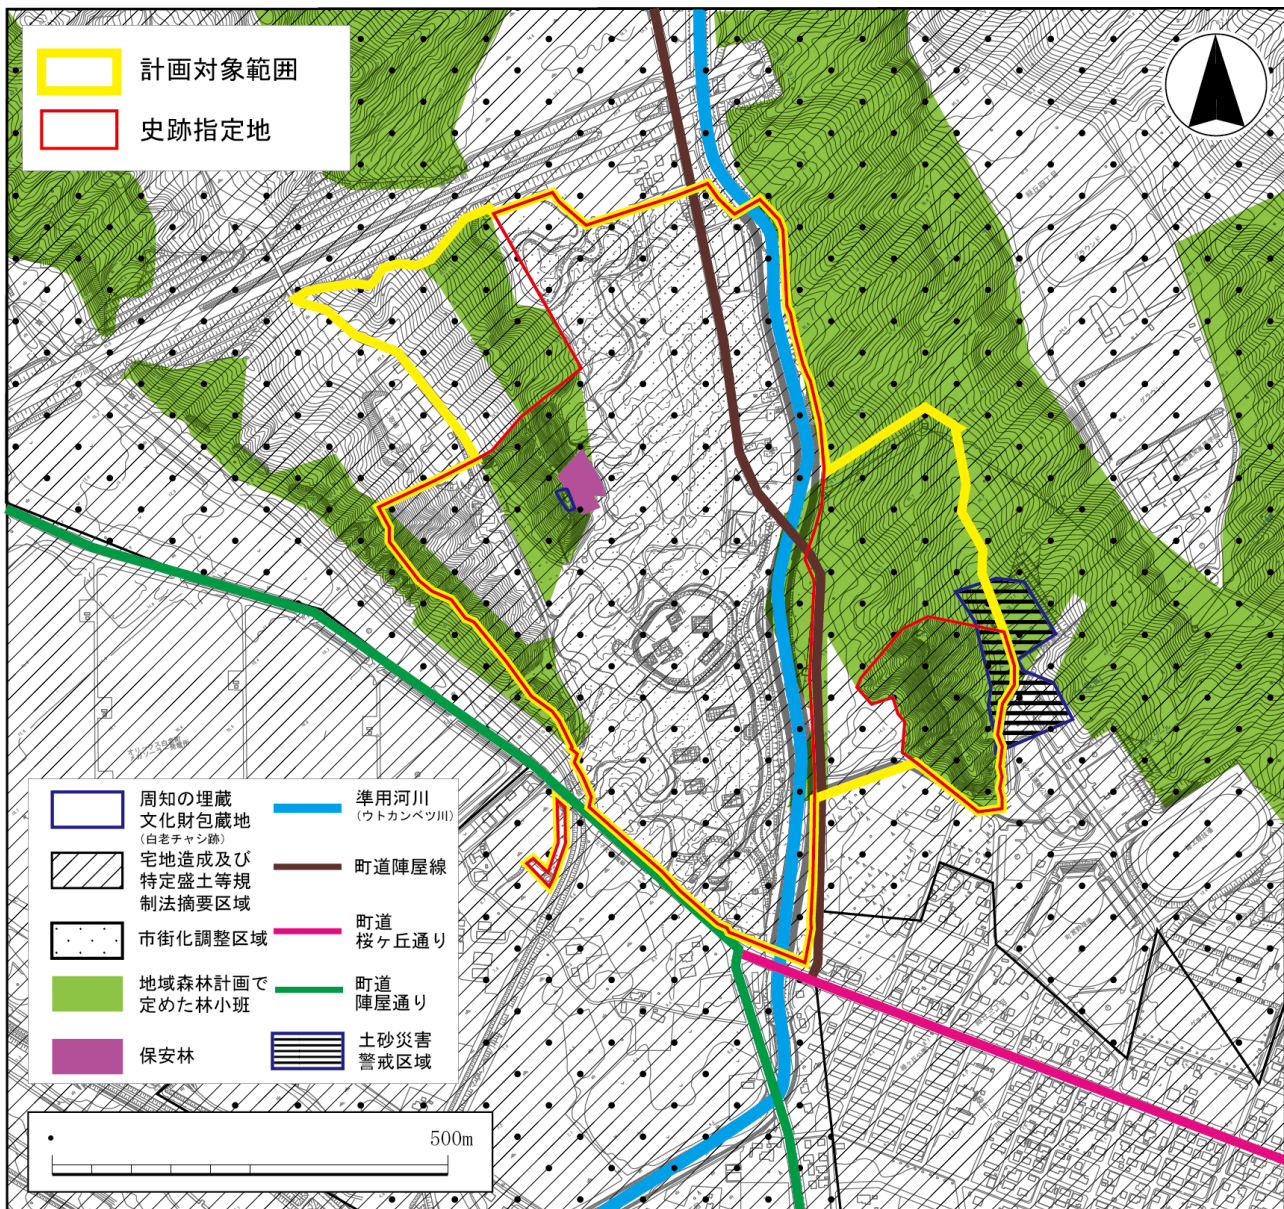 計画対象範囲
史跡指定地
周知の埋蔵
文化財包蔵地
(白老チャシ跡)
宅地造成及び
特定盛土等規
制法摘要区域
市街化調整区域
地域森林計画で
定めた林小班
保安林
準用河川
(ウトカンベツ川)
町道陣屋線
町道
桜ヶ丘通り
町道
陣屋通り
土砂災害
警戒区域
500m